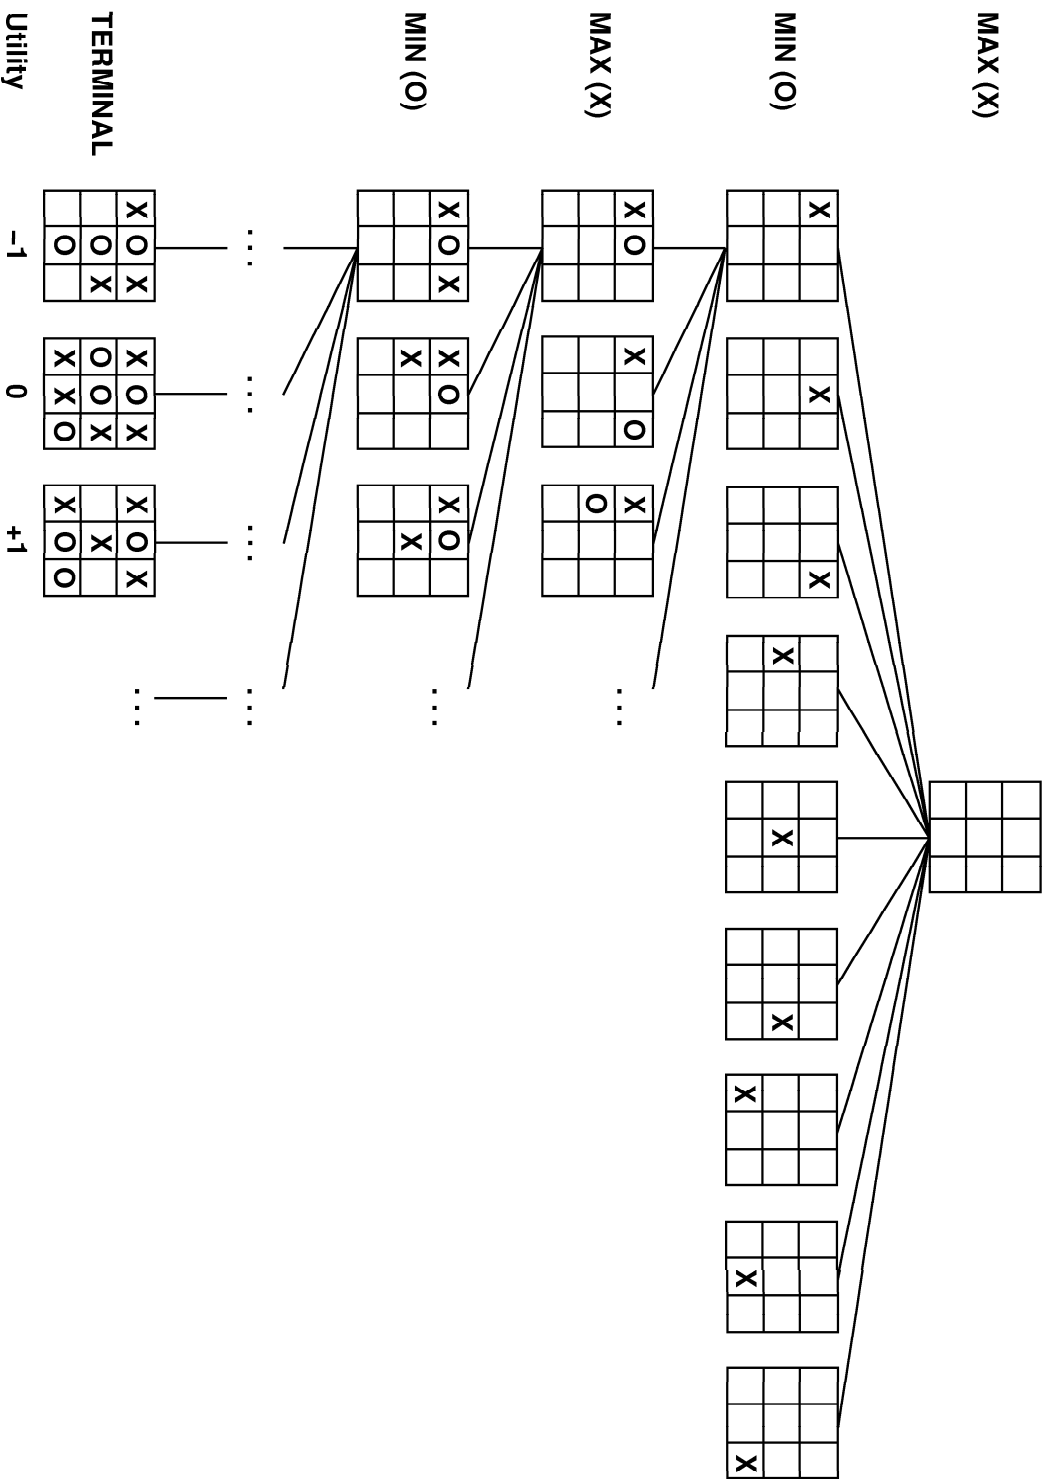 MAX (X)
X X X
MIN (O) X X X
X X X
X O X O X
...
MAX (X) O
X O X X O X O
...
MIN (O) X X
... ... ... ...
X O X X O X X O X
...
TERMINAL O X O O X X
O X X O X O O
Utility –1 0 +1